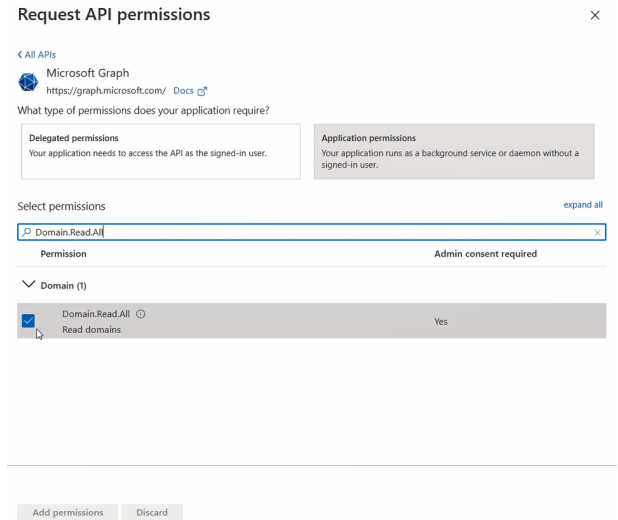 Request API permissions
All APIs
Microsoft Graph
https://graph.microsoft.com/ Docs
What type of permissions does your application require?
Delegated permissions
Your application needs to access the API as the signed-in user.
Application permissions
Your application runs as a background service or daemon without a
signed-in user.
Select permissions
expand all
Domain.Read.All
Permission
Admin consent required
Domain (1)
Domain.Read.All
Read domains
Yes
Add permissions
Discard